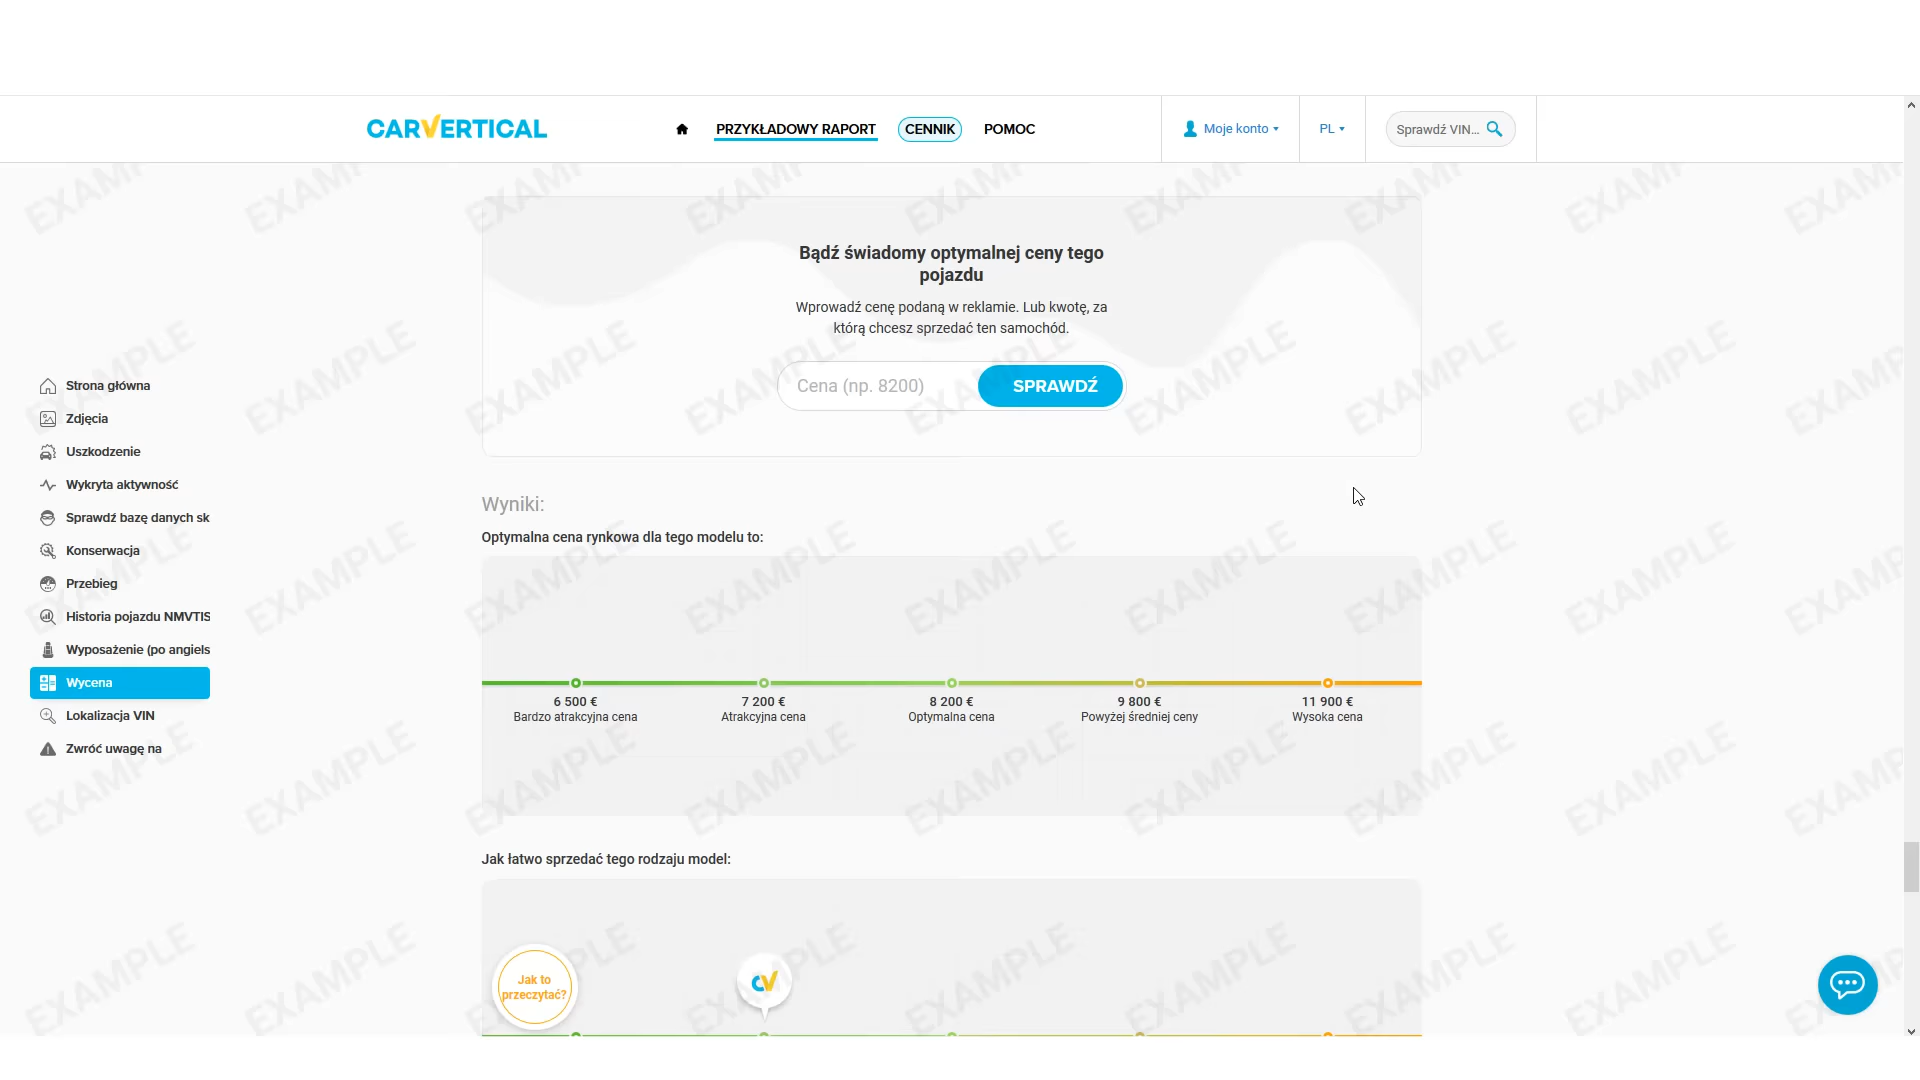 CARVERTICAL
PRZYKŁADOWY RAPORT
CENNIK
POMOC
Moje konto
PL
Sprawdź VIN...
Bądź świadomy optymalnej ceny tego
pojazdu
Wprowadź cenę podaną w reklamie. Lub kwotę, za
którą chcesz sprzedać ten samochód.
Cena (np. 8200)
SPRAWDŹ
Strona główna
Zdjęcia
Uszkodzenie
Wykryta aktywność
Sprawdź bazę danych sk
Konserwacja
Przebieg
Historia pojazdu NMVTIS
Wyposażenie (po angiels
Wycena
Lokalizacja VIN
Zwróć uwagę na
Wyniki:
Optymalna cena rynkowa dla tego modelu to:
6 500 €
Bardzo atrakcyjna cena
7 200 €
Atrakcyjna cena
8 200 €
Optymalna cena
9 800 €
Powyżej średniej ceny
11 900 €
Wysoka cena
Jak łatwo sprzedać tego rodzaju model:
Jak to
przeczytać?
cV
EXAMPLE